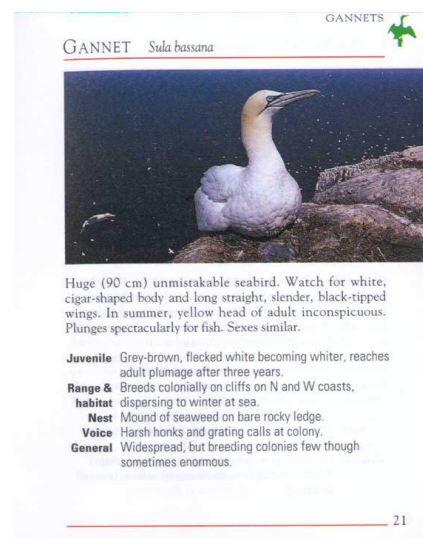 GANNETS
GANNET Sula bassana
Huge (90 cm) unmistakable seabird. Watch for white,
cigar-shaped body and long straight, slender, black-tipped
wings. In summer, yellow head of adult inconspicuous.
Plunges spectacularly for fish. Sexes similar.
Juvenile Grey-brown, flecked white becoming whiter, reaches
adult plumage after three years.
Range & Breeds colonially on cliffs on N and W coasts,
habitat dispersing to winter at sea.
Nest Mound of seaweed on bare rocky ledge.
Voice Harsh honks and grating calls at colony.
General Widespread, but breeding colonies few though
sometimes enormous.
21